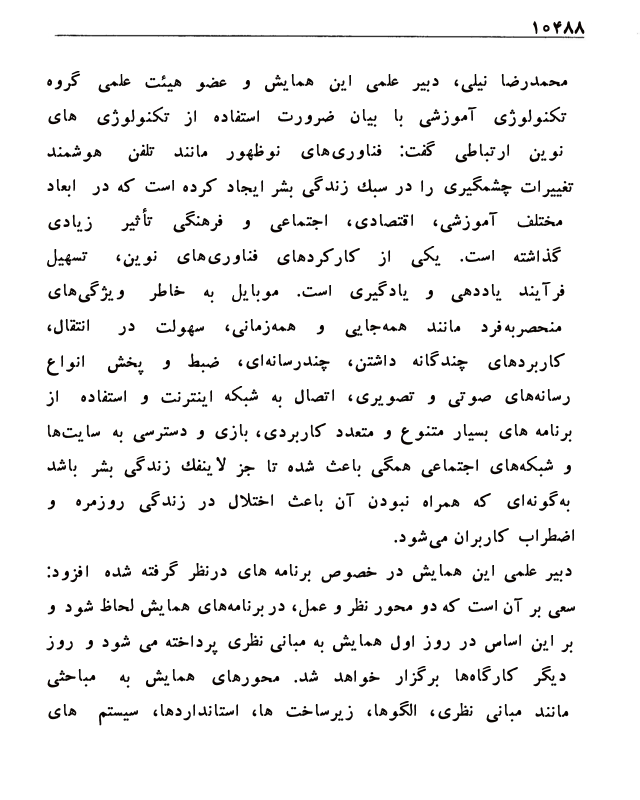 ۱۰۴۸۸
محمدرضا نیلی، دبیر علمی این همایش و عضو هیئت علمی گروه
تکنولوژی آموزشی با بیان ضرورت استفاده از تکنولوژی های
نوین ارتباطی گفت: فناوری‌های نوظهور مانند تلفن هوشمند
تغییرات چشمگیری را در سبك زندگی بشر ایجاد کرده است که در ابعاد
مختلف آموزشی، اقتصادی، اجتماعی و فرهنگی تأثیر زیادی
گذاشته است. یکی از کارکردهای فناوری‌های نوین، تسهیل
فرآیند یاددهی و یادگیری است. موبایل به خاطر ویژگی‌های
منحصربه‌فرد مانند همه‌جایی و همه‌زمانی، سهولت در انتقال،
کاربردهای چندگانه داشتن، چندرسانه‌ای، ضبط و پخش انواع
رسانه‌های صوتی و تصویری، اتصال به شبکه اینترنت و استفاده از
برنامه های بسیار متنوع و متعدد کاربردی، بازی و دسترسی به سایت‌ها
و شبکه‌های اجتماعی همگی باعث شده تا جز لاینفك زندگی بشر باشد
به‌گونه‌ای که همراه نبودن آن باعث اختلال در زندگی روزمره و
اضطراب کاربران می‌شود.
دبیر علمی این همایش در خصوص برنامه های درنظر گرفته شده افزود:
سعی بر آن است که دو محور نظر و عمل، در برنامه‌های همایش لحاظ شود و
بر این اساس در روز اول همایش به مبانی نظری پرداخته می شود و روز
دیگر کارگاه‌ها برگزار خواهد شد. محورهای همایش به مباحثی
مانند مبانی نظری، الگوها، زیرساخت ها، استانداردها، سیستم های